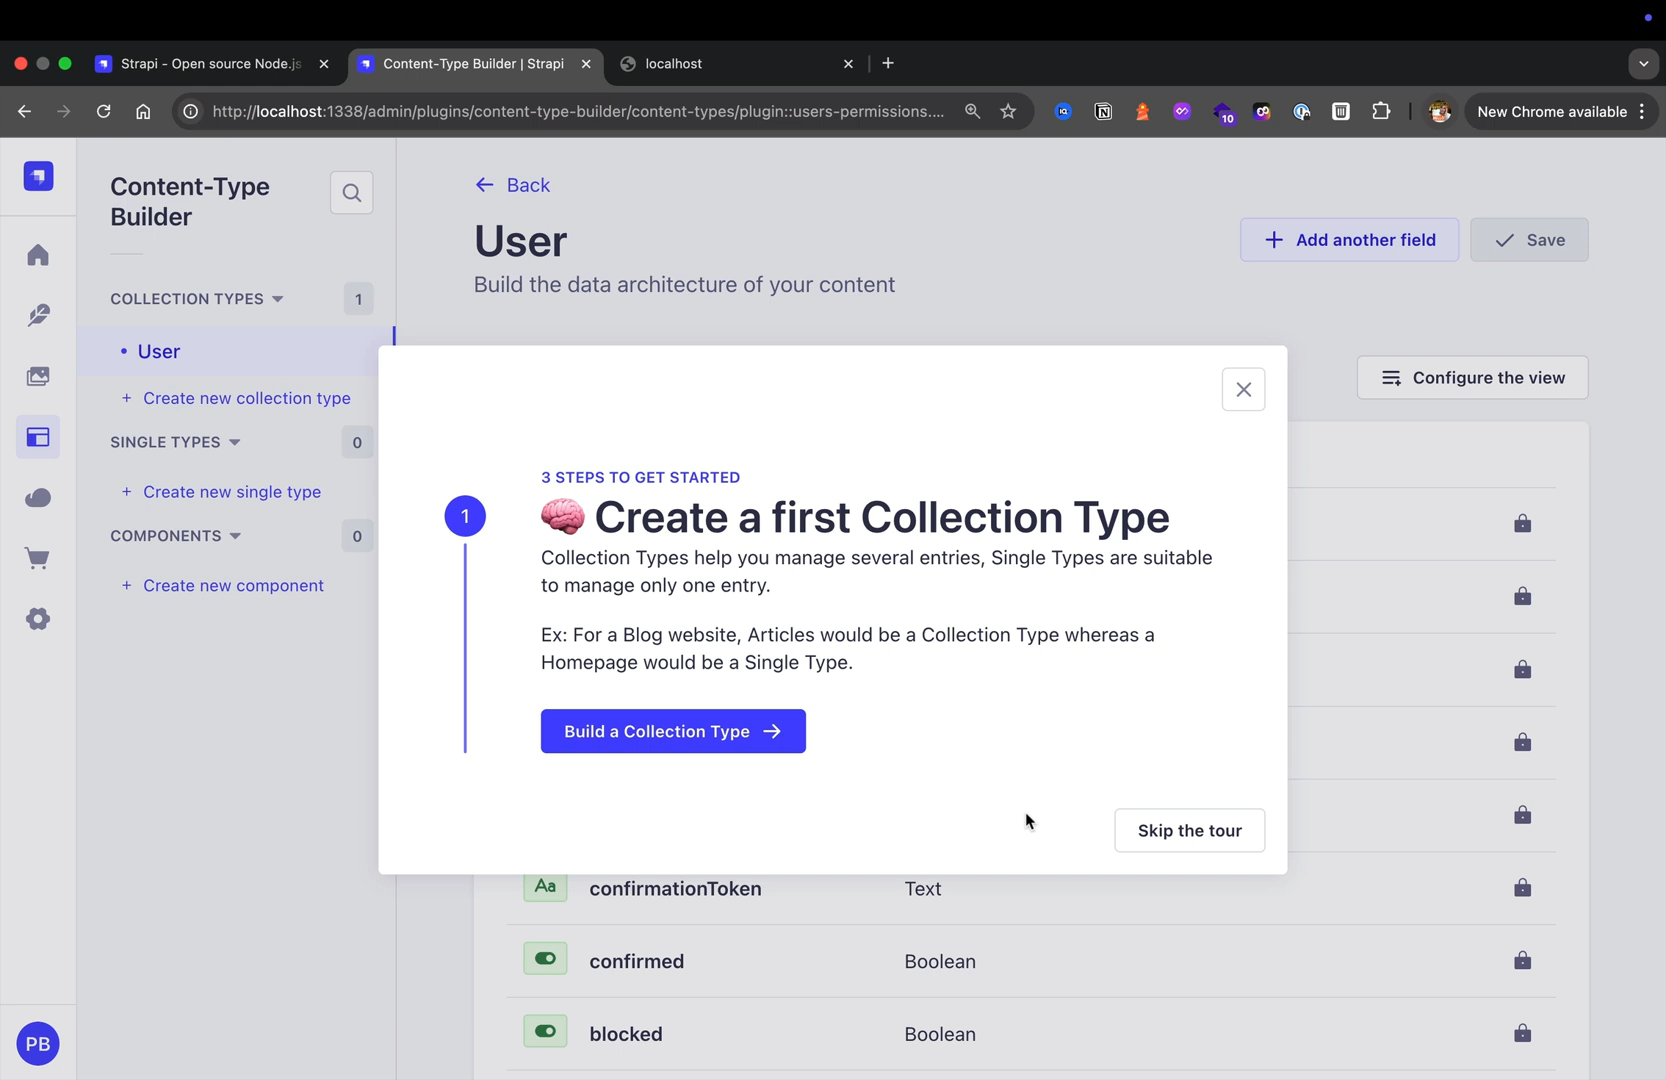 Strapi - Open source Node.js
Content-Type Builder | Strapi
localhost
http://localhost:1338/admin/plugins/content-type-builder/content-types/plugin::users-permissions....
10
New Chrome available
Content-Type
Builder
COLLECTION TYPES
1
User
+ Create new collection type
SINGLE TYPES
0
+ Create new single type
COMPONENTS
0
+ Create new component
PB
Back
User
Build the data architecture of your content
Add another field
Save
Configure the view
1
3 STEPS TO GET STARTED
🧠 Create a first Collection Type
Collection Types help you manage several entries, Single Types are suitable
to manage only one entry.
Ex: For a Blog website, Articles would be a Collection Type whereas a
Homepage would be a Single Type.
Build a Collection Type
Skip the tour
Aa confirmationToken Text
confirmed Boolean
blocked Boolean